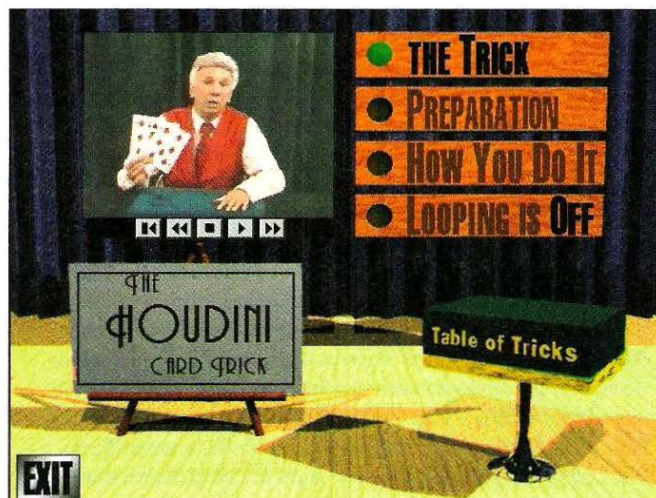 THE TRICK
PREPARATION
HOW YOU DO IT
LOOPING IS OFF
THE
HOUDINI
CARD TRICK
Table of Tricks
EXIT